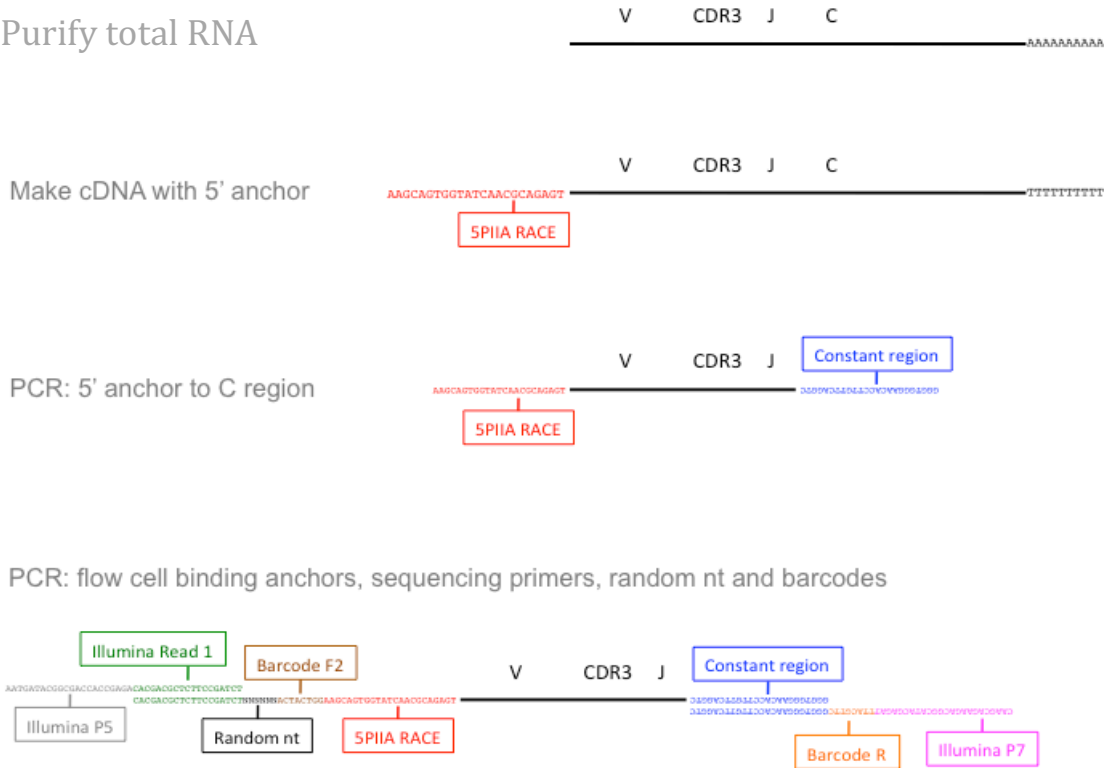 V CDR3 J C
Purify total RNA
AAAAAAAAAA
V CDR3 J C
Make cDNA with 5' anchor
AAGCAGTGGTATCAACGCAGAGT
TTTTTTTTTT
5PIIA RACE
V CDR3 J
Constant region
PCR: 5' anchor to C region
AAGCAGTGGTATCAACGCAGAGT
5PIIA RACE
PCR: flow cell binding anchors, sequencing primers, random nt and barcodes
Illumina Read 1
Barcode F2
V CDR3 J
Constant region
AATGATACGGCGACCACCGAGACACGACGCTCTTCCGATCT
CACGACGCTCTTCCGATCTNNNNNNACTACTGGAAGCAGTGGTATCAACGCAGAGT
Illumina P5
Random nt
5PIIA RACE
Barcode R
Illumina P7